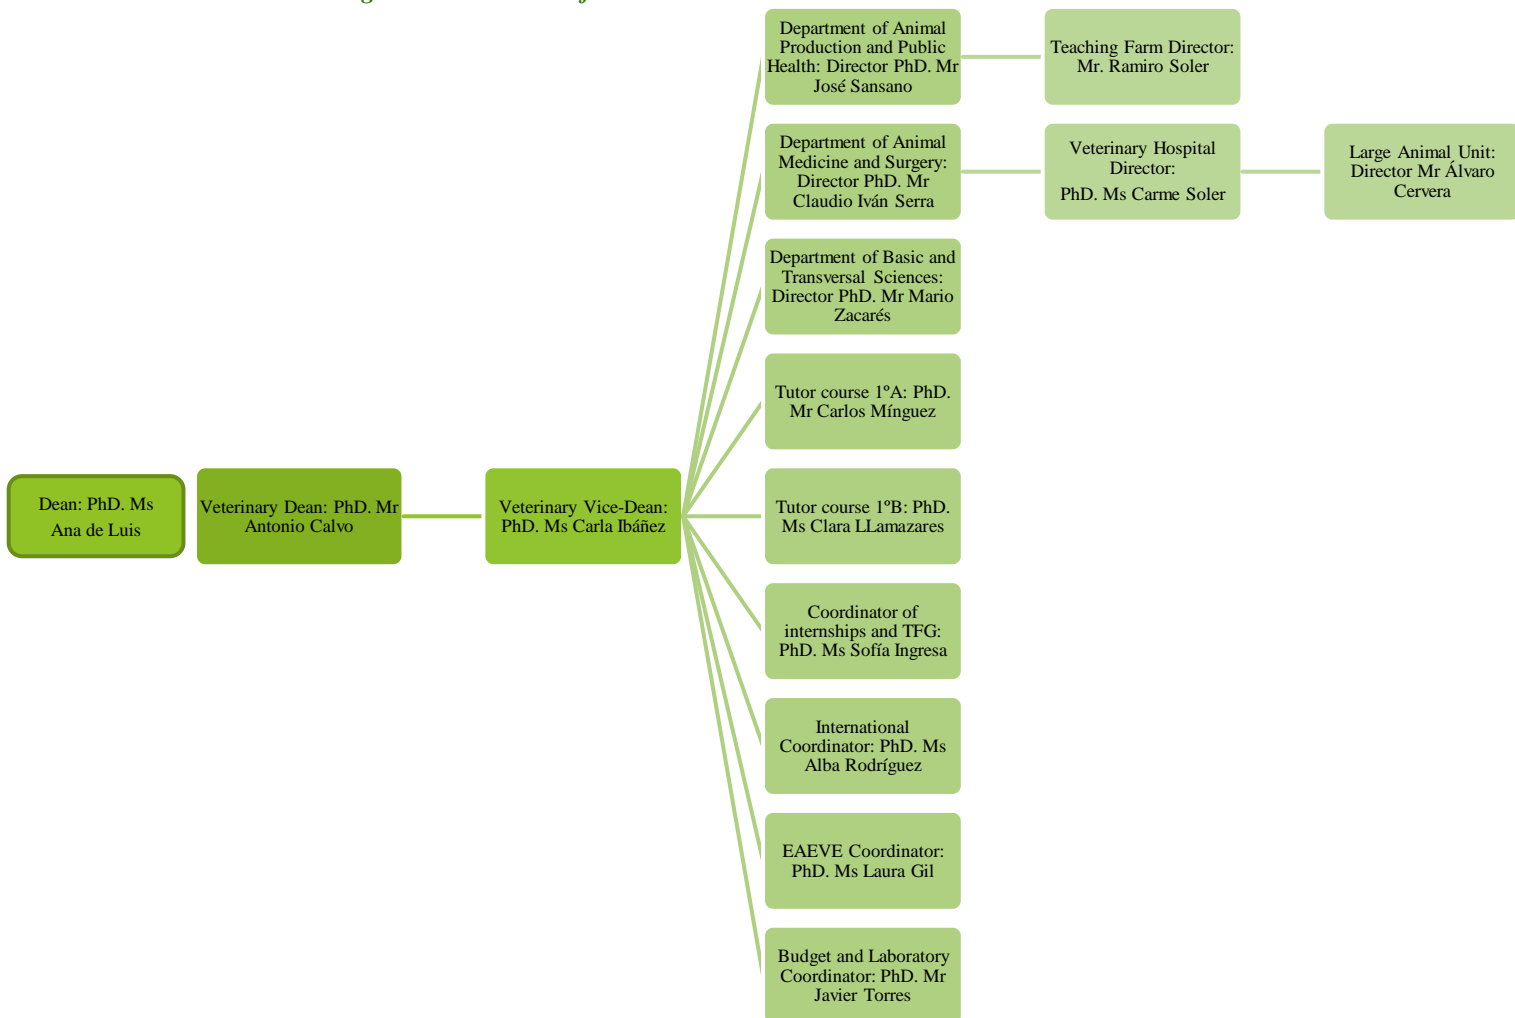 Department of Animal
Production and Public
Health: Director PhD. Mr
José Sansano
Teaching Farm Director:
Mr. Ramiro Soler
Department of Animal
Medicine and Surgery:
Director PhD. Mr
Claudio Iván Serra
Veterinary Hospital
Director:
PhD. Ms Carme Soler
Large Animal Unit:
Director Mr Álvaro
Cervera
Department of Basic and
Transversal Sciences:
Director PhD. Mr Mario
Zacarés
Tutor course 1ºA: PhD.
Mr Carlos Mínguez
Dean: PhD. Ms
Ana de Luis
Veterinary Dean: PhD. Mr
Antonio Calvo
Veterinary Vice-Dean:
PhD. Ms Carla Ibáñez
Tutor course 1ºB: PhD.
Ms Clara LLamazares
Coordinator of
internships and TFG:
PhD. Ms Sofía Ingresa
International
Coordinator: PhD. Ms
Alba Rodríguez
EAEVE Coordinator:
PhD. Ms Laura Gil
Budget and Laboratory
Coordinator: PhD. Mr
Javier Torres